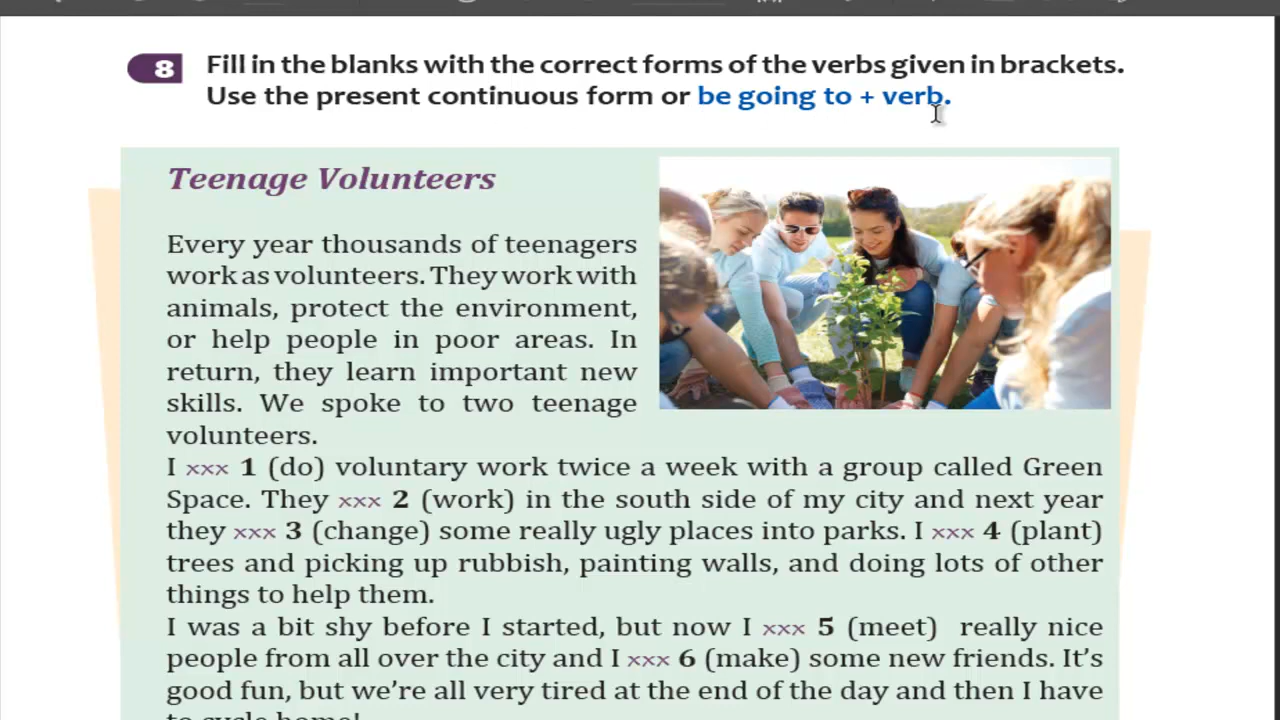 8 Fill in the blanks with the correct forms of the verbs given in brackets.
Use the present continuous form or be going to + verb.
Teenage Volunteers
Every year thousands of teenagers
work as volunteers. They work with
animals, protect the environment,
or help people in poor areas. In
return, they learn important new
skills. We spoke to two teenage
volunteers.
I xxx 1 (do) voluntary work twice a week with a group called Green
Space. They xxx 2 (work) in the south side of my city and next year
they xxx 3 (change) some really ugly places into parks. I xxx 4 (plant)
trees and picking up rubbish, painting walls, and doing lots of other
things to help them.
I was a bit shy before I started, but now I xxx 5 (meet) really nice
people from all over the city and I xxx 6 (make) some new friends. It's
good fun, but we're all very tired at the end of the day and then I have
to cycle home!